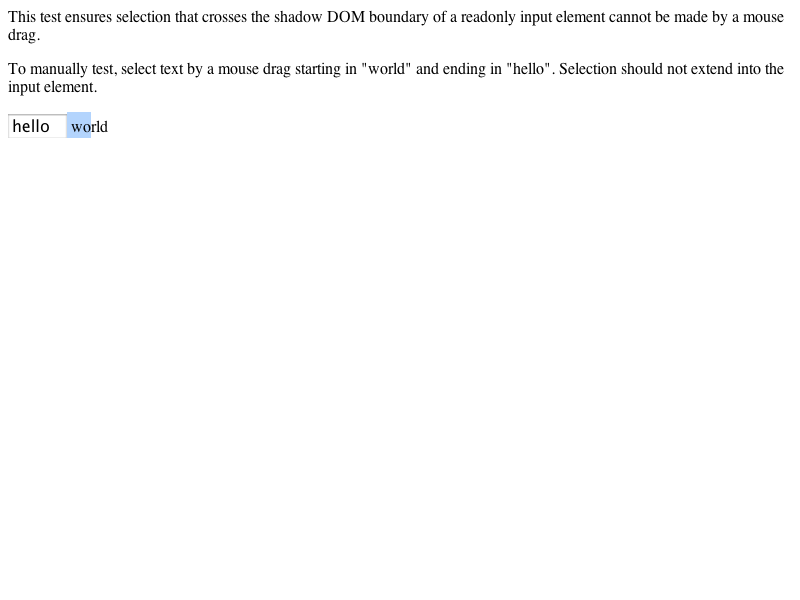 This test ensures selection that crosses the shadow DOM boundary of a readonly input element cannot be made by a mouse
drag.
To manually test, select text by a mouse drag starting in "world" and ending in "hello". Selection should not extend into the
input element.
hello world